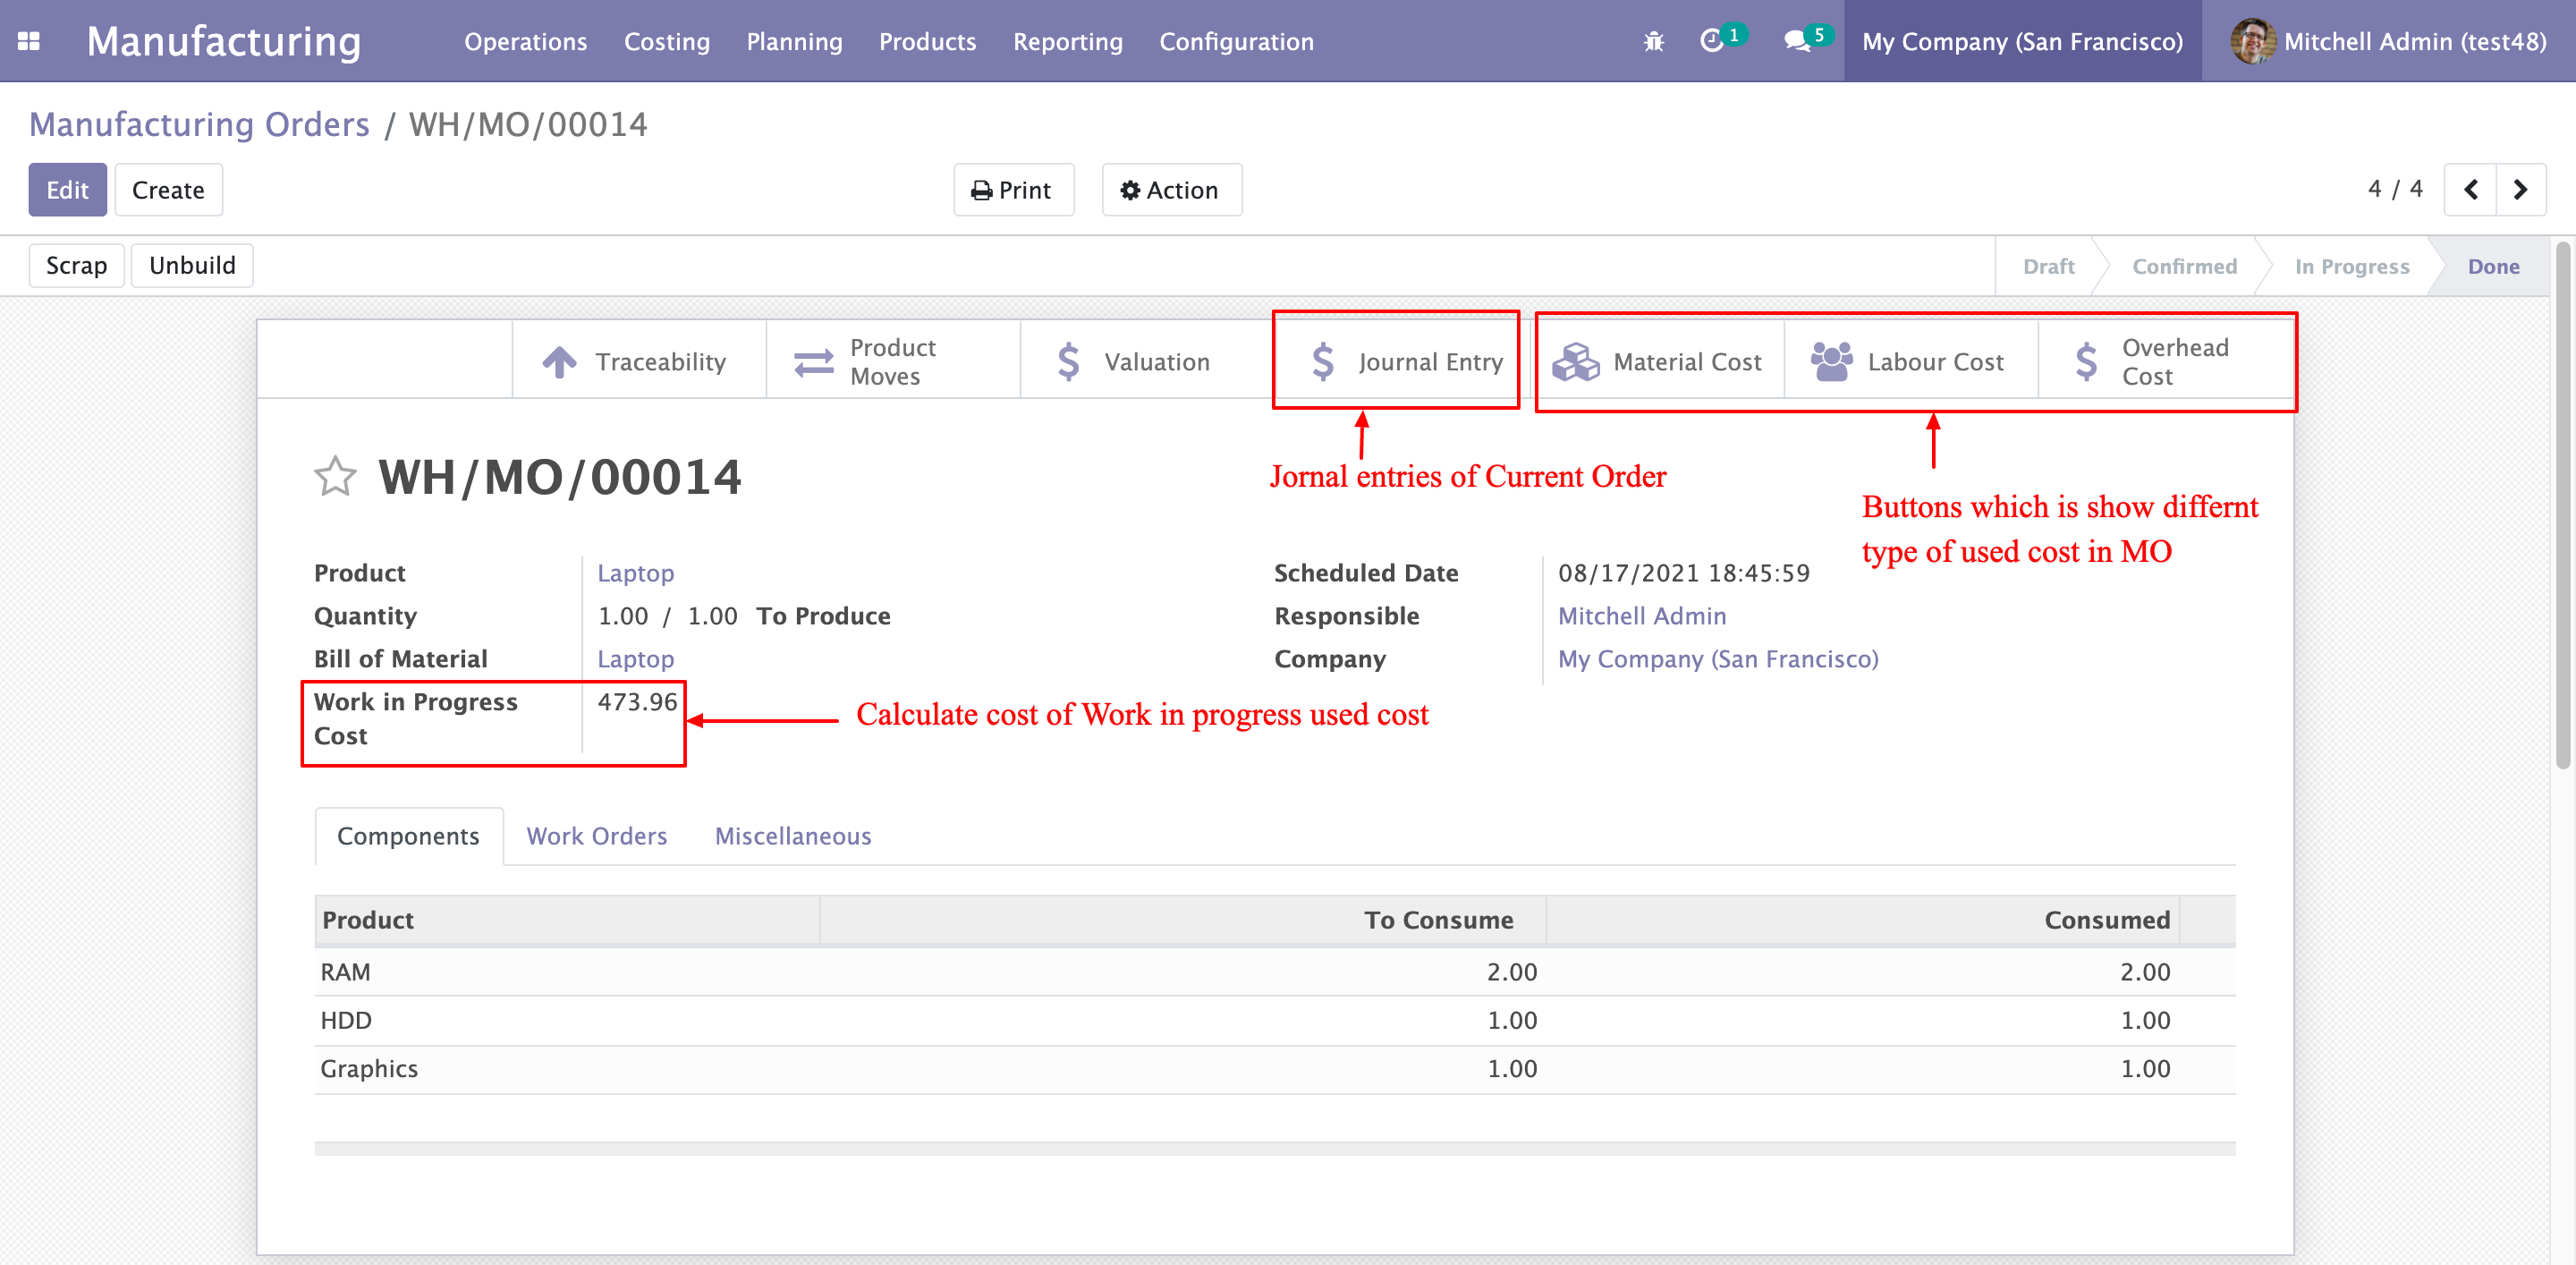 Manufacturing Operations Costing Planning Products Reporting Configuration 1 5 My Company (San Francisco) Mitchell Admin (test48)
Manufacturing Orders / WH/MO/00014
Edit Create Print Action 4 / 4
Scrap Unbuild Draft Confirmed In Progress Done
Traceability Product Moves Valuation Journal Entry Material Cost Labour Cost Overhead Cost
WH/MO/00014
Jornal entries of Current Order
Buttons which is show differnt
type of used cost in MO
Product Laptop Scheduled Date 08/17/2021 18:45:59
Quantity 1.00 / 1.00 To Produce Responsible Mitchell Admin
Bill of Material Laptop Company My Company (San Francisco)
Work in Progress 473.96
Cost
Calculate cost of Work in progress used cost
Components Work Orders Miscellaneous
Product To Consume Consumed
RAM 2.00 2.00
HDD 1.00 1.00
Graphics 1.00 1.00